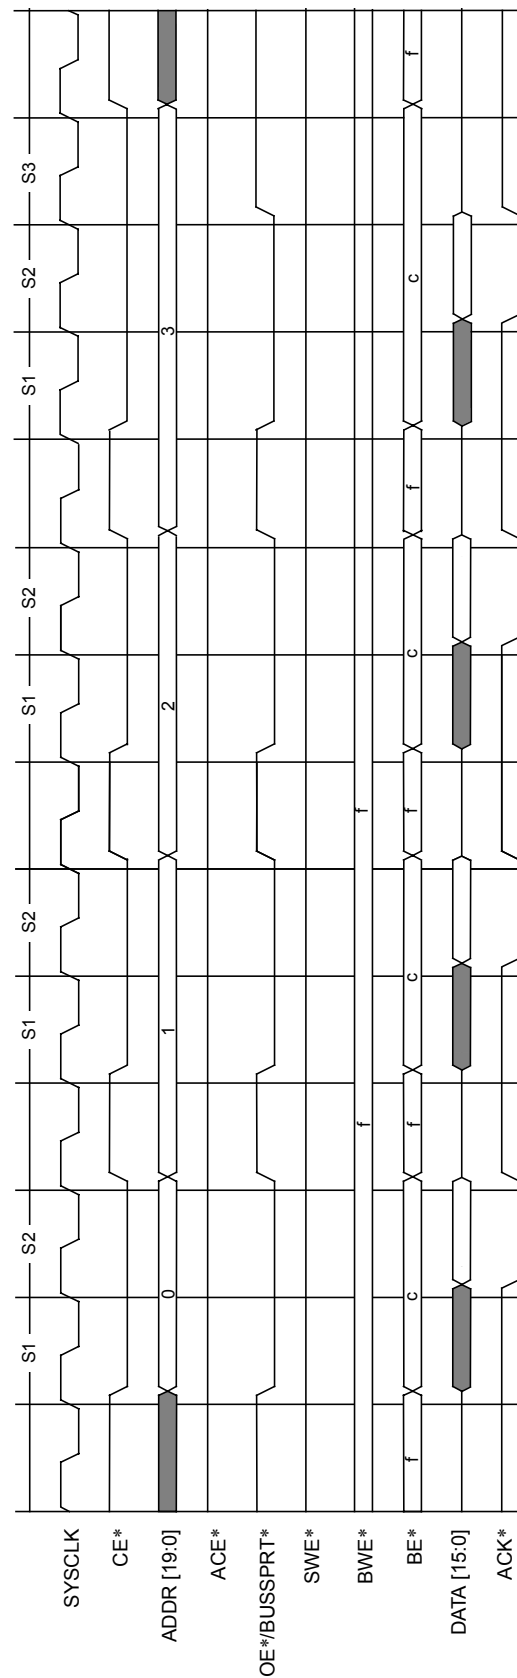 S1 S2 S1 S2 S1 S2 S1 S2 S3
SYSCLK
CE*
ADDR [19:0] 0 1 2 3
ACE*
OE*/BUSSPRT*
SWE*
BWE* f f
BE* f c f c f c f c f
DATA [15:0]
ACK*